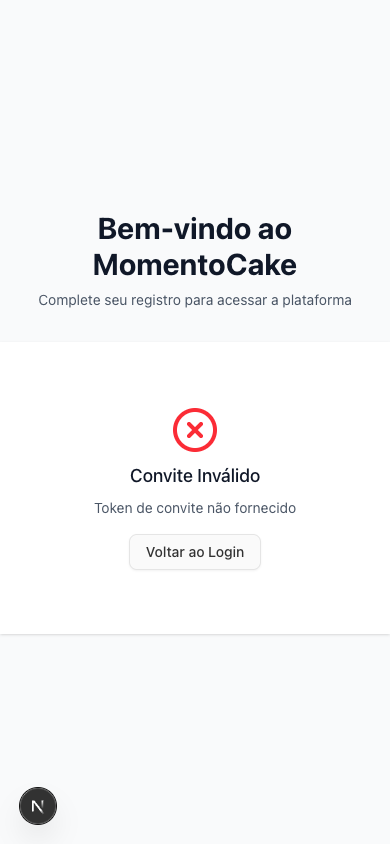 Bem-vindo ao
MomentoCake
Complete seu registro para acessar a plataforma
Convite Inválido
Token de convite não fornecido
Voltar ao Login
N